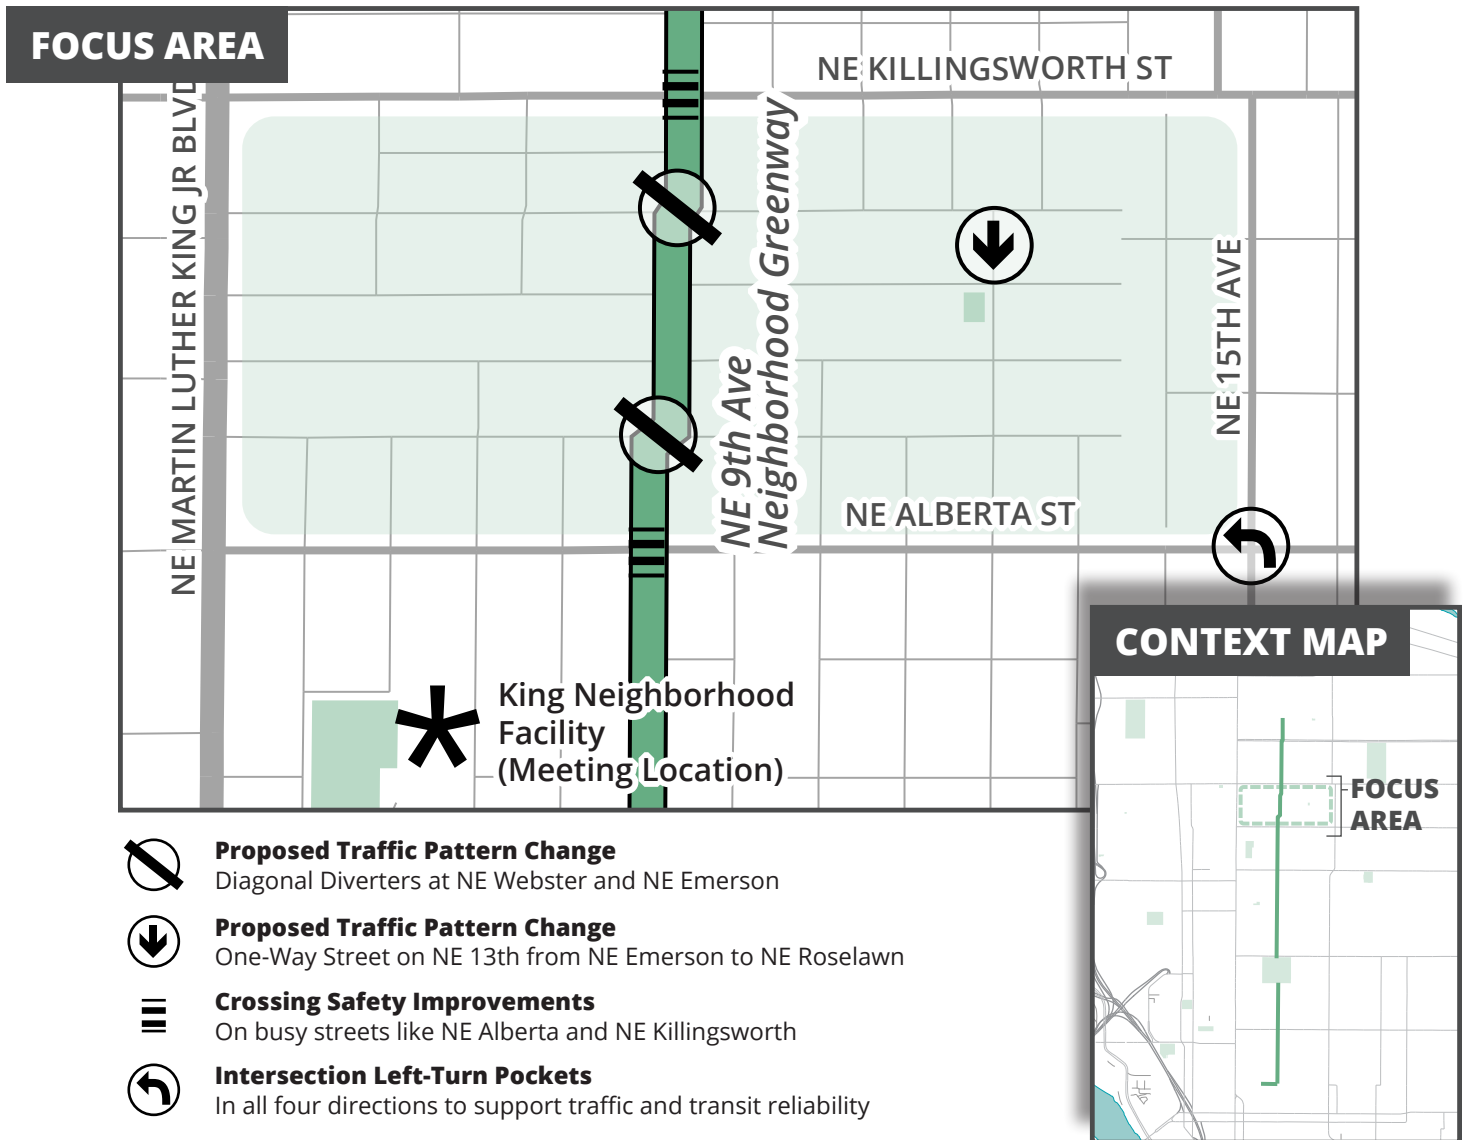 FOCUS AREA
NE KILLINGSWORTH ST
NE MARTIN LUTHER KING JR BLVD
NE 9th Ave
Neighborhood Greenway
NE 15TH AVE
NE ALBERTA ST
King Neighborhood
Facility
(Meeting Location)
CONTEXT MAP
FOCUS
AREA
Proposed Traffic Pattern Change
Diagonal Diverters at NE Webster and NE Emerson
Proposed Traffic Pattern Change
One-Way Street on NE 13th from NE Emerson to NE Roselawn
Crossing Safety Improvements
On busy streets like NE Alberta and NE Killingsworth
Intersection Left-Turn Pockets
In all four directions to support traffic and transit reliability